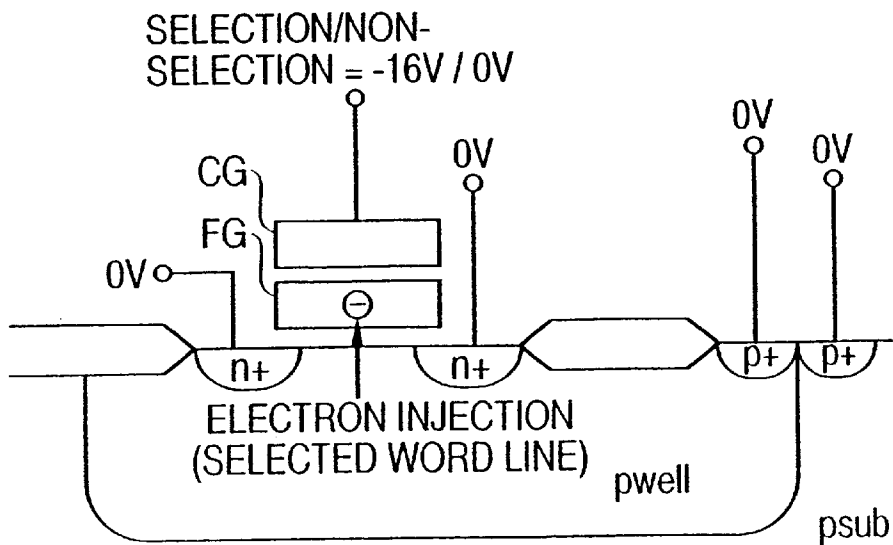 SELECTION/NON-
SELECTION = -16V / 0V
0V
0V
0V
CG
FG
0V
n+
n+
p+
p+
ELECTRON INJECTION
(SELECTED WORD LINE)
pwell
psub